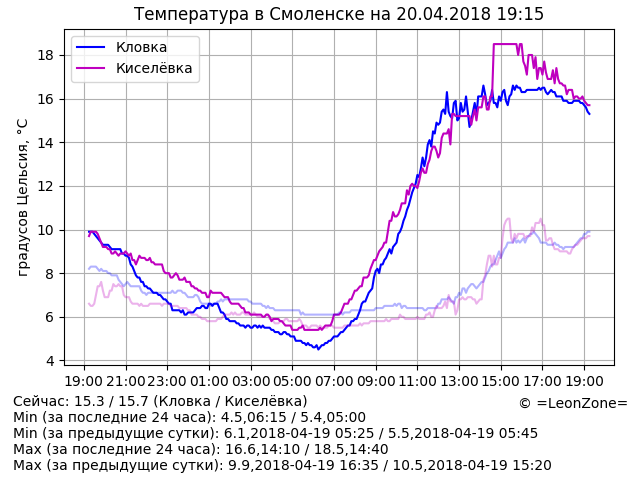 Температура в Смоленске на 20.04.2018 19:15
градусов Цельсия, °C
Кловка
Киселёвка
18
16
14
12
10
8
6
4
19:00 21:00 23:00 01:00 03:00 05:00 07:00 09:00 11:00 13:00 15:00 17:00 19:00
Сейчас: 15.3 / 15.7 (Кловка / Киселёвка)
© =LeonZone=
Min (за последние 24 часа): 4.5,06:15 / 5.4,05:00
Min (за предыдущие сутки): 6.1,2018-04-19 05:25 / 5.5,2018-04-19 05:45
Max (за последние 24 часа): 16.6,14:10 / 18.5,14:40
Max (за предыдущие сутки): 9.9,2018-04-19 16:35 / 10.5,2018-04-19 15:20